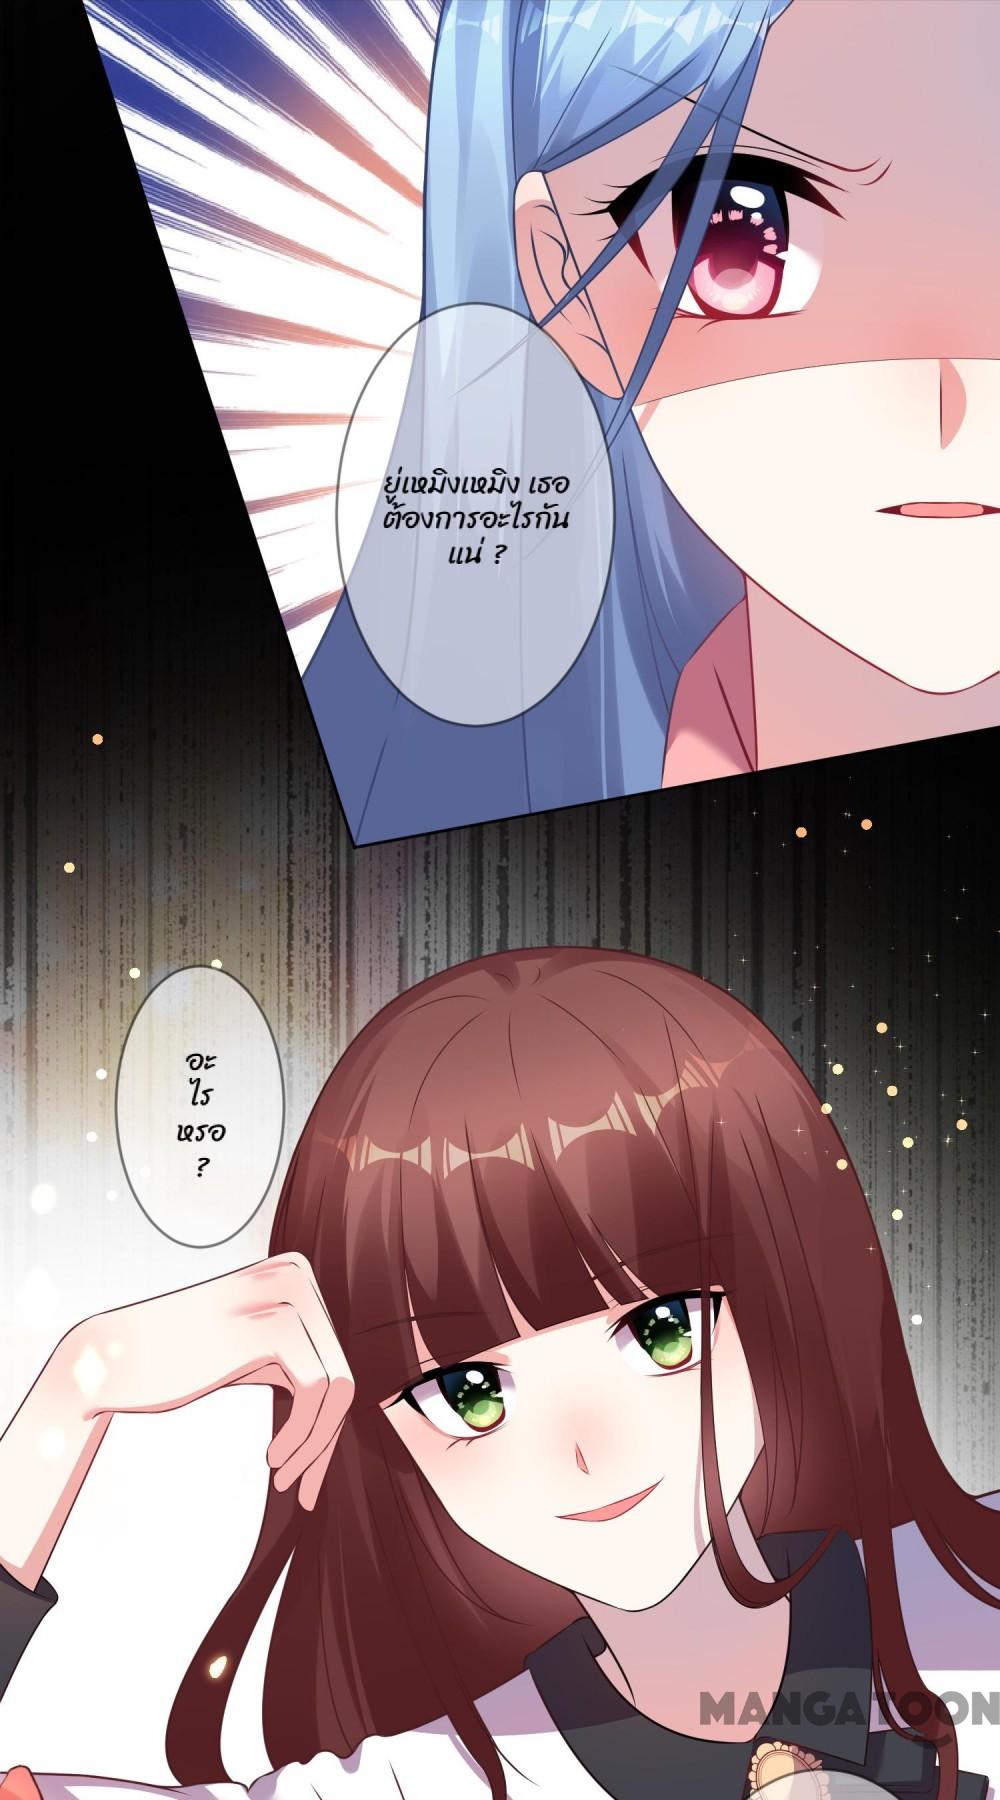 ยู่เหมิงเหมิง เธอ
ต้องการอะไรกัน
แน่ ?
อะ
ไร
หรอ
?
MANGATOON